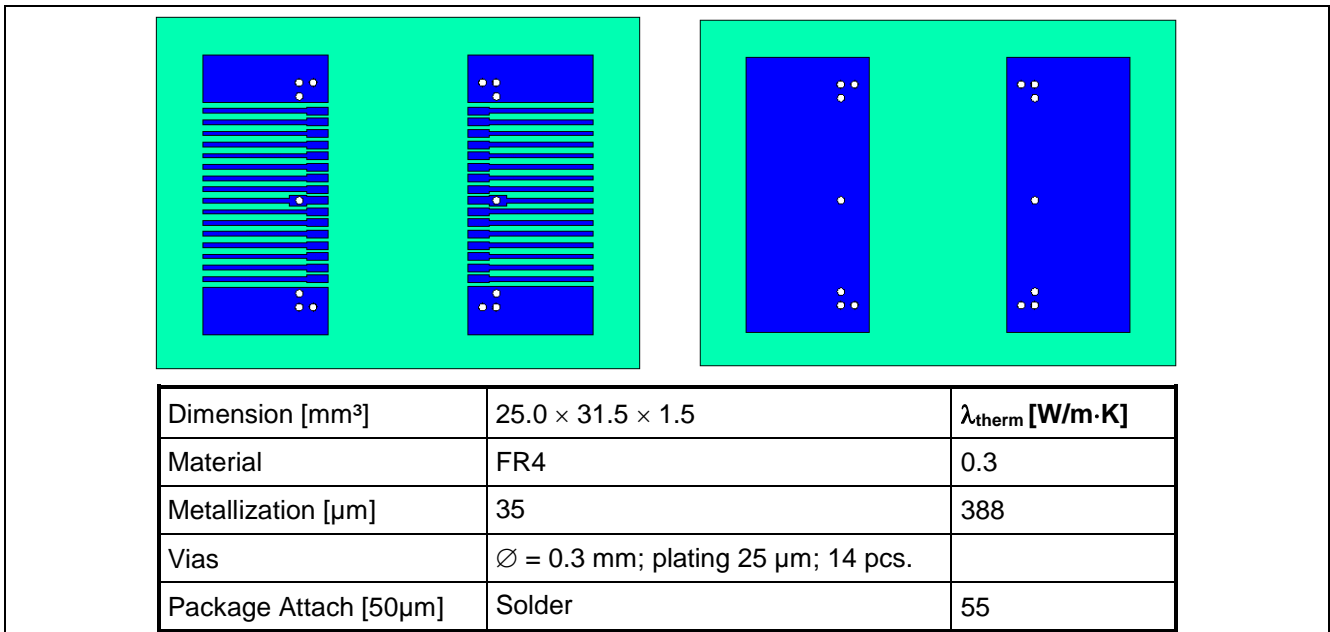 Dimension [mm³] 25.0 × 31.5 × 1.5 λtherm [W/m·K]
Material FR4 0.3
Metallization [µm] 35 388
Vias ∅ = 0.3 mm; plating 25 µm; 14 pcs.
Package Attach [50µm] Solder 55